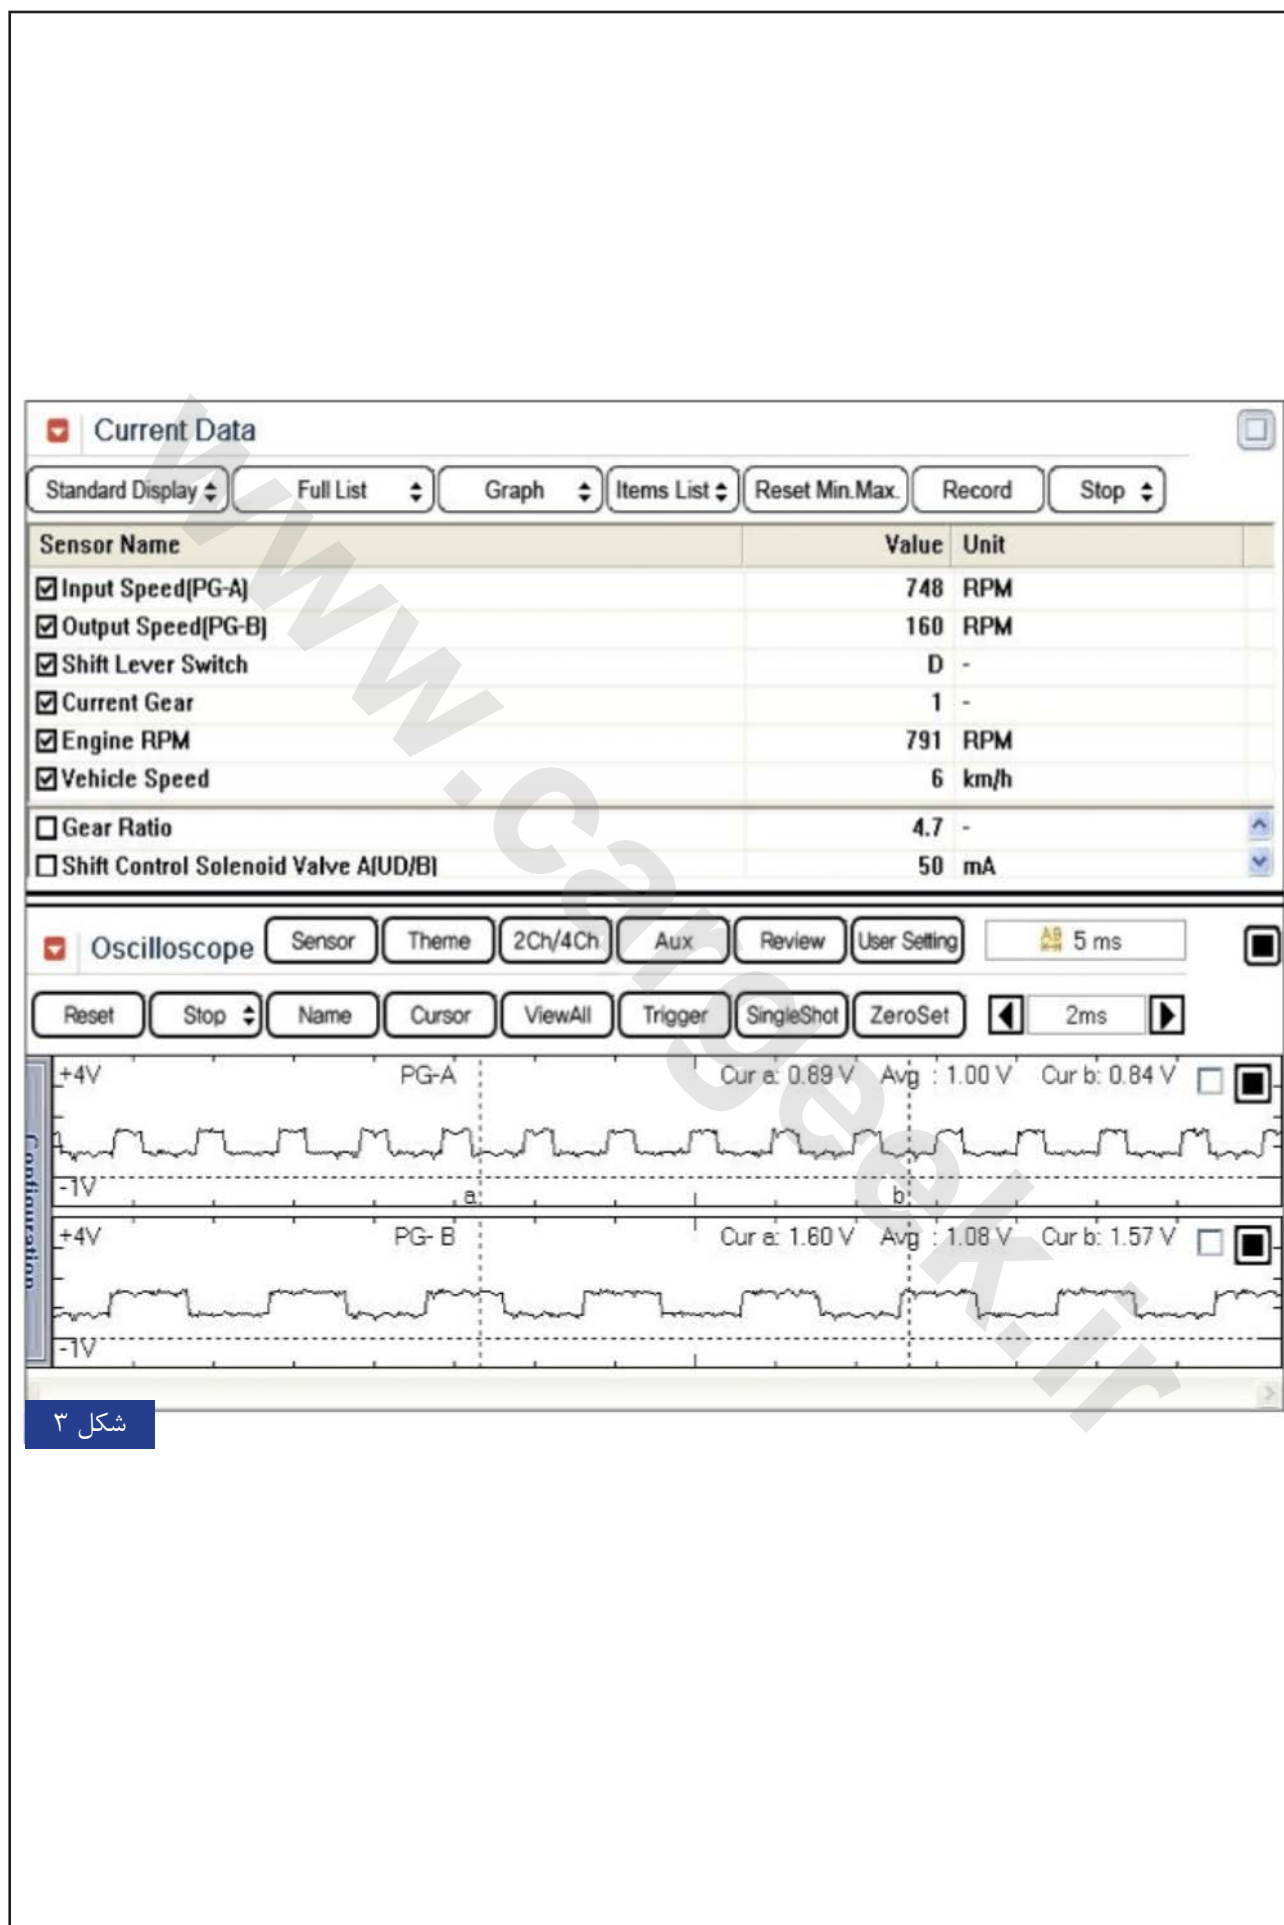 Current Data
Standard Display Full List Graph Items List Reset Min.Max. Record Stop
Sensor Name Value Unit
Input Speed(PG-A) 748 RPM
Output Speed(PG-B) 160 RPM
Shift Lever Switch D -
Current Gear 1 -
Engine RPM 791 RPM
Vehicle Speed 6 km/h
Gear Ratio 4.7 -
Shift Control Solenoid Valve A(UD/B) 50 mA
Oscilloscope Sensor Theme 2Ch/4Ch Aux Review User Setting AB 5 ms
Reset Stop Name Cursor ViewAll Trigger SingleShot ZeroSet 2ms
Configuration
+4V PG-A Cur a: 0.89 V Avg : 1.00 V Cur b: 0.84 V
-1V a b
+4V PG- B Cur a: 1.60 V Avg : 1.08 V Cur b: 1.57 V
-1V
شکل ۳
www.cargeek.ir